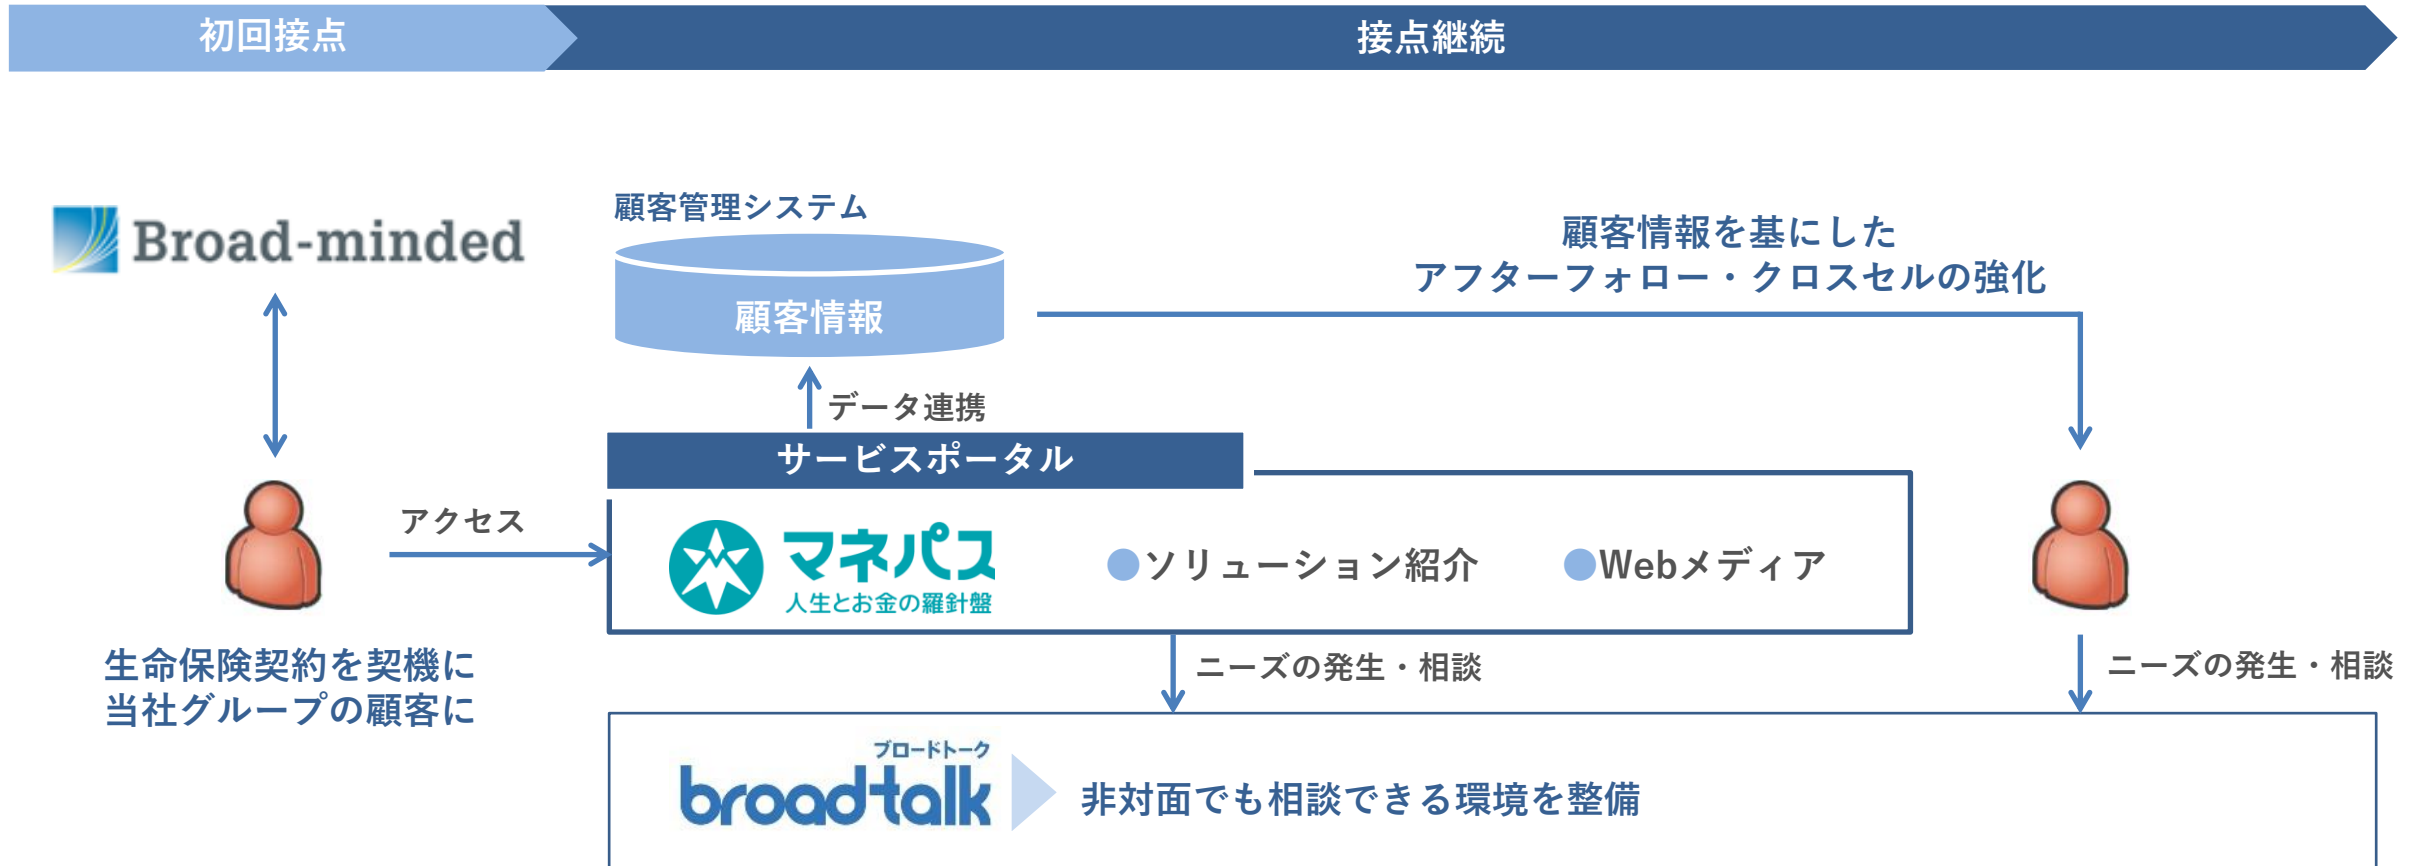 初回接点
接点継続
Broad-minded
顧客管理システム
顧客情報
顧客情報を基にした
アフターフォロー・クロスセルの強化
データ連携
サービスポータル
アクセス
マネパス
人生とお金の羅針盤
●ソリューション紹介
●Webメディア
生命保険契約を契機に
当社グループの顧客に
ニーズの発生・相談
ニーズの発生・相談
ブロードトーク
broadtalk
非対面でも相談できる環境を整備